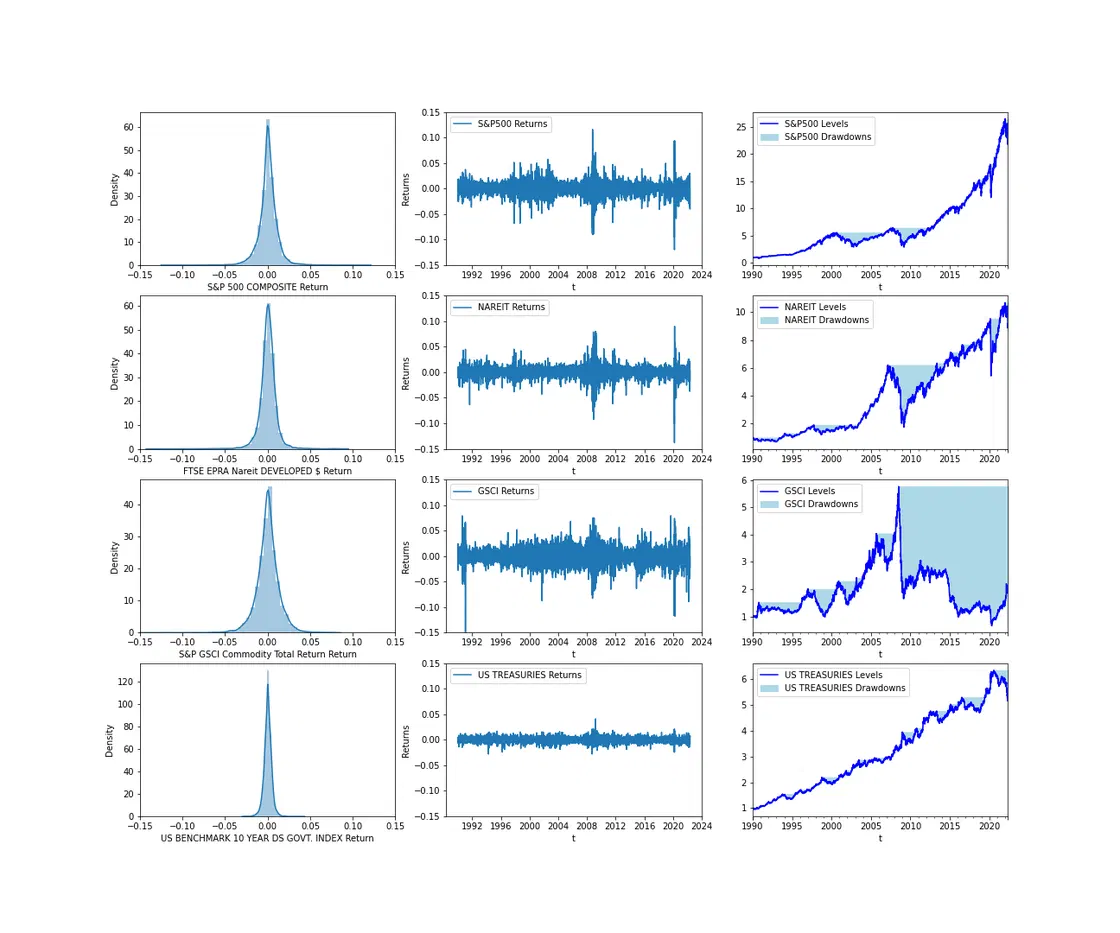 60
50
40
30
20
10
0
Density
−0.15 −0.10 −0.05 0.00 0.05 0.10 0.15
S&P 500 COMPOSITE Return
0.15
0.10
0.05
0.00
−0.05
−0.10
−0.15
Returns
S&P500 Returns
1992 1996 2000 2004 2008 2012 2016 2020 2024
t
25
20
15
10
5
0
S&P500 Levels
S&P500 Drawdowns
1990 1995 2000 2005 2010 2015 2020
t
60
50
40
30
20
10
0
Density
−0.15 −0.10 −0.05 0.00 0.05 0.10 0.15
FTSE EPRA Nareit DEVELOPED $ Return
0.15
0.10
0.05
0.00
−0.05
−0.10
−0.15
Returns
NAREIT Returns
1992 1996 2000 2004 2008 2012 2016 2020 2024
t
10
8
6
4
2
NAREIT Levels
NAREIT Drawdowns
1990 1995 2000 2005 2010 2015 2020
t
40
30
20
10
0
Density
−0.15 −0.10 −0.05 0.00 0.05 0.10 0.15
S&P GSCI Commodity Total Return Return
0.15
0.10
0.05
0.00
−0.05
−0.10
−0.15
Returns
GSCI Returns
1992 1996 2000 2004 2008 2012 2016 2020 2024
t
6
5
4
3
2
1
GSCI Levels
GSCI Drawdowns
1990 1995 2000 2005 2010 2015 2020
t
120
100
80
60
40
20
0
Density
−0.15 −0.10 −0.05 0.00 0.05 0.10 0.15
US BENCHMARK 10 YEAR DS GOVT. INDEX Return
0.15
0.10
0.05
0.00
−0.05
−0.10
−0.15
Returns
US TREASURIES Returns
1992 1996 2000 2004 2008 2012 2016 2020 2024
t
6
5
4
3
2
1
US TREASURIES Levels
US TREASURIES Drawdowns
1990 1995 2000 2005 2010 2015 2020
t